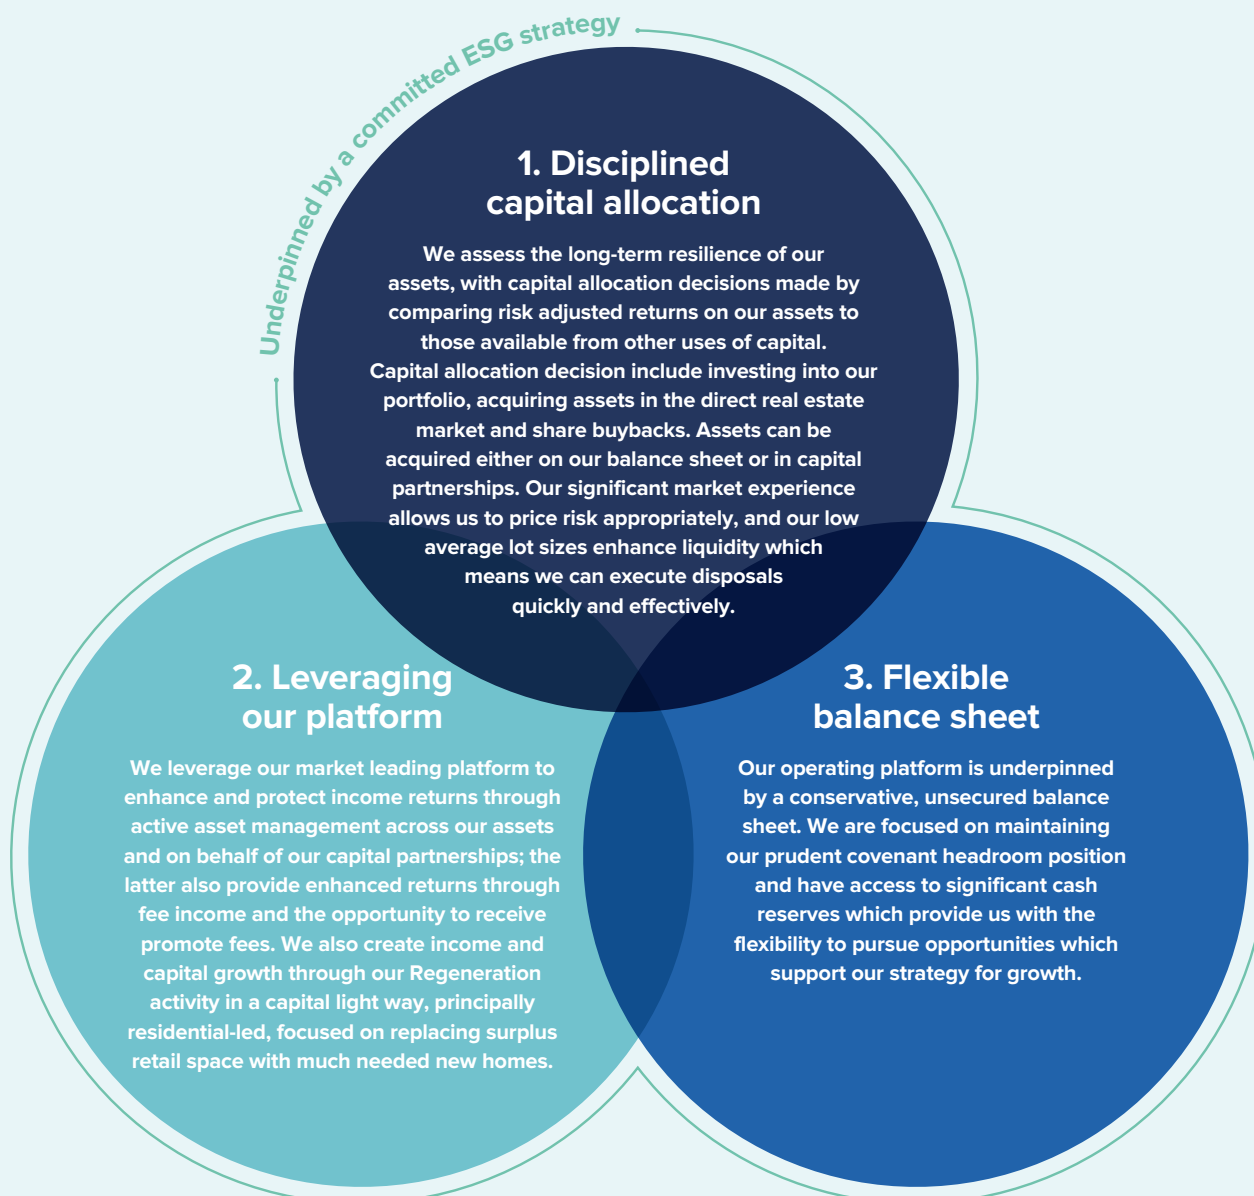 Underpinned by a committed ESG strategy
1. Disciplined
capital allocation
We assess the long-term resilience of our
assets, with capital allocation decisions made by
comparing risk adjusted returns on our assets to
those available from other uses of capital.
Capital allocation decision include investing into our
portfolio, acquiring assets in the direct real estate
market and share buybacks. Assets can be
acquired either on our balance sheet or in capital
partnerships. Our significant market experience
allows us to price risk appropriately, and our low
average lot sizes enhance liquidity which
means we can execute disposals
quickly and effectively.
2. Leveraging
our platform
We leverage our market leading platform to
enhance and protect income returns through
active asset management across our assets
and on behalf of our capital partnerships; the
latter also provide enhanced returns through
fee income and the opportunity to receive
promote fees. We also create income and
capital growth through our Regeneration
activity in a capital light way, principally
residential-led, focused on replacing surplus
retail space with much needed new homes.
3. Flexible
balance sheet
Our operating platform is underpinned
by a conservative, unsecured balance
sheet. We are focused on maintaining
our prudent covenant headroom position
and have access to significant cash
reserves which provide us with the
flexibility to pursue opportunities which
support our strategy for growth.